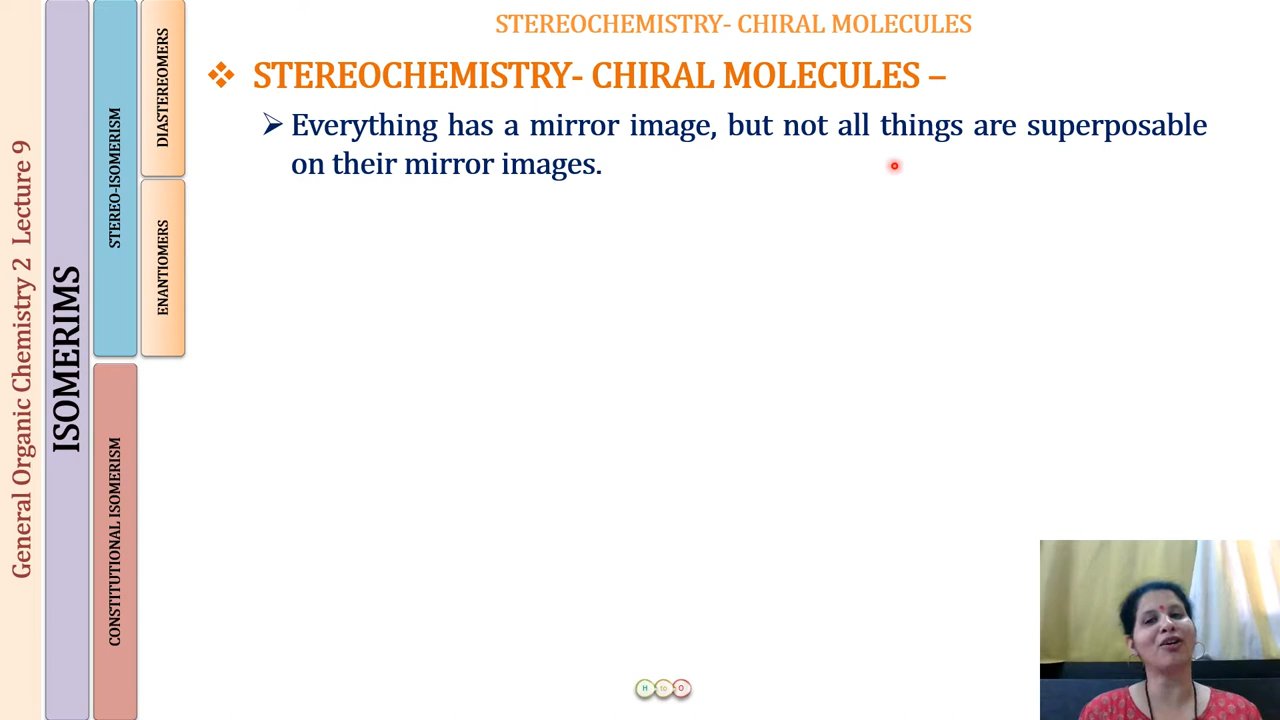 STEREOCHEMISTRY- CHIRAL MOLECULES
❖ STEREOCHEMISTRY- CHIRAL MOLECULES –
➢ Everything has a mirror image, but not all things are superposable
on their mirror images.
General Organic Chemistry 2 Lecture 9
ISOMERIMS
STEREO-ISOMERISM
DIASTEREOMERS
ENANTIOMERS
CONSTITUTIONAL ISOMERISM
H to O